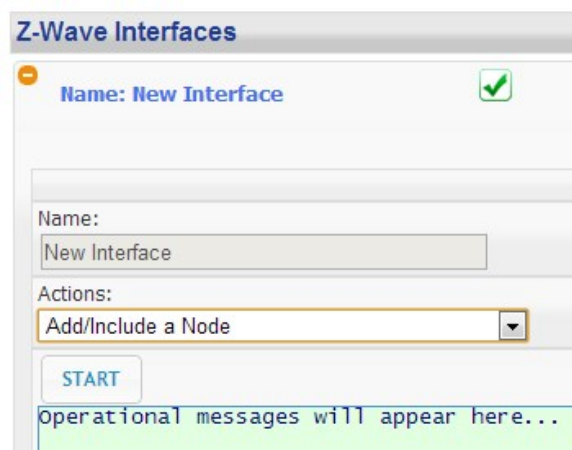 Z-Wave Interfaces
Name: New Interface
Name:
New Interface
Actions:
Add/Include a Node
START
Operational messages will appear here...